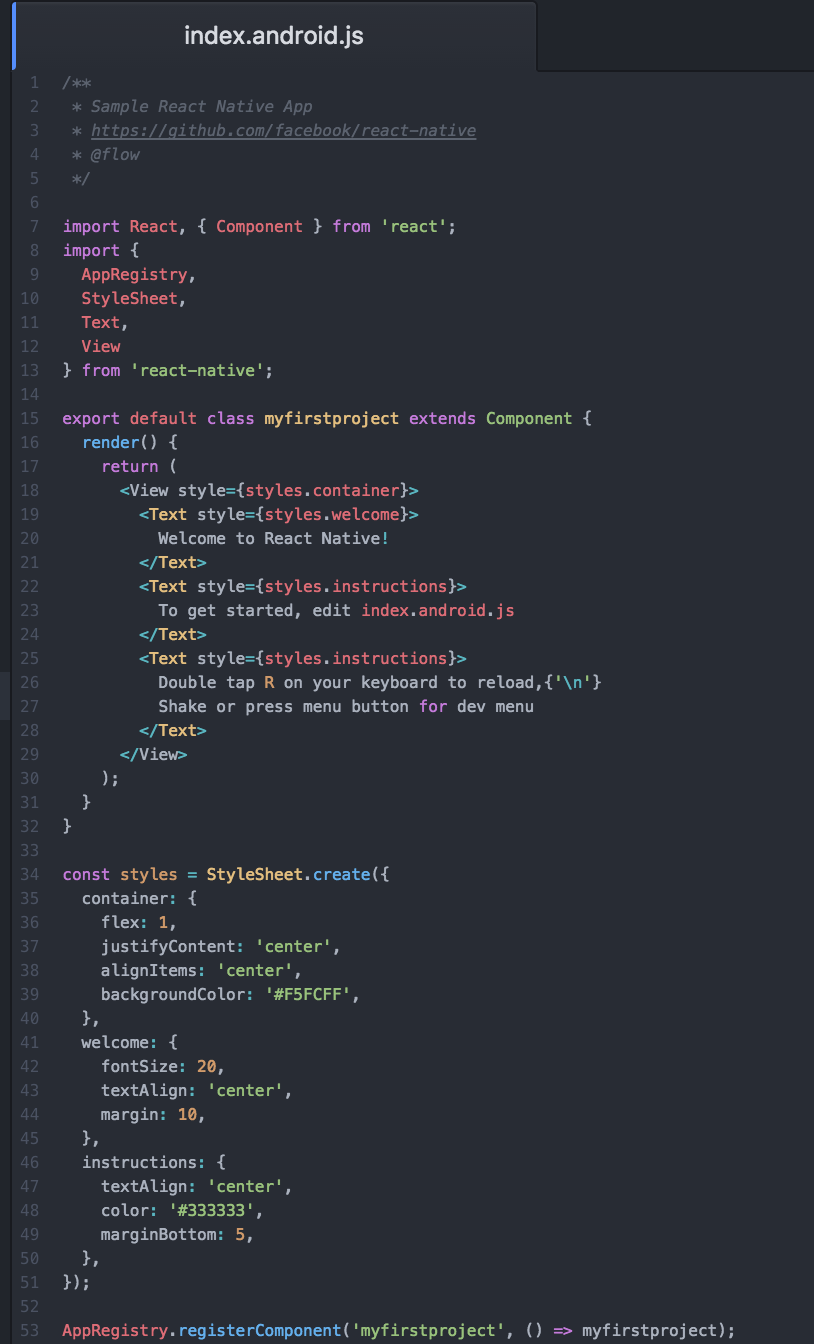 index.android.js
1 /**
2  * Sample React Native App
3  * https://github.com/facebook/react-native
4  * @flow
5  */
6
7 import React, { Component } from 'react';
8 import {
9   AppRegistry,
10   StyleSheet,
11   Text,
12   View
13 } from 'react-native';
14
15 export default class myfirstproject extends Component {
16   render() {
17     return (
18       <View style={styles.container}>
19         <Text style={styles.welcome}>
20           Welcome to React Native!
21         </Text>
22         <Text style={styles.instructions}>
23           To get started, edit index.android.js
24         </Text>
25         <Text style={styles.instructions}>
26           Double tap R on your keyboard to reload,{'\n'}
27           Shake or press menu button for dev menu
28         </Text>
29       </View>
30     );
31   }
32 }
33
34 const styles = StyleSheet.create({
35   container: {
36     flex: 1,
37     justifyContent: 'center',
38     alignItems: 'center',
39     backgroundColor: '#F5FCFF',
40   },
41   welcome: {
42     fontSize: 20,
43     textAlign: 'center',
44     margin: 10,
45   },
46   instructions: {
47     textAlign: 'center',
48     color: '#333333',
49     marginBottom: 5,
50   },
51 });
52
53 AppRegistry.registerComponent('myfirstproject', () => myfirstproject);